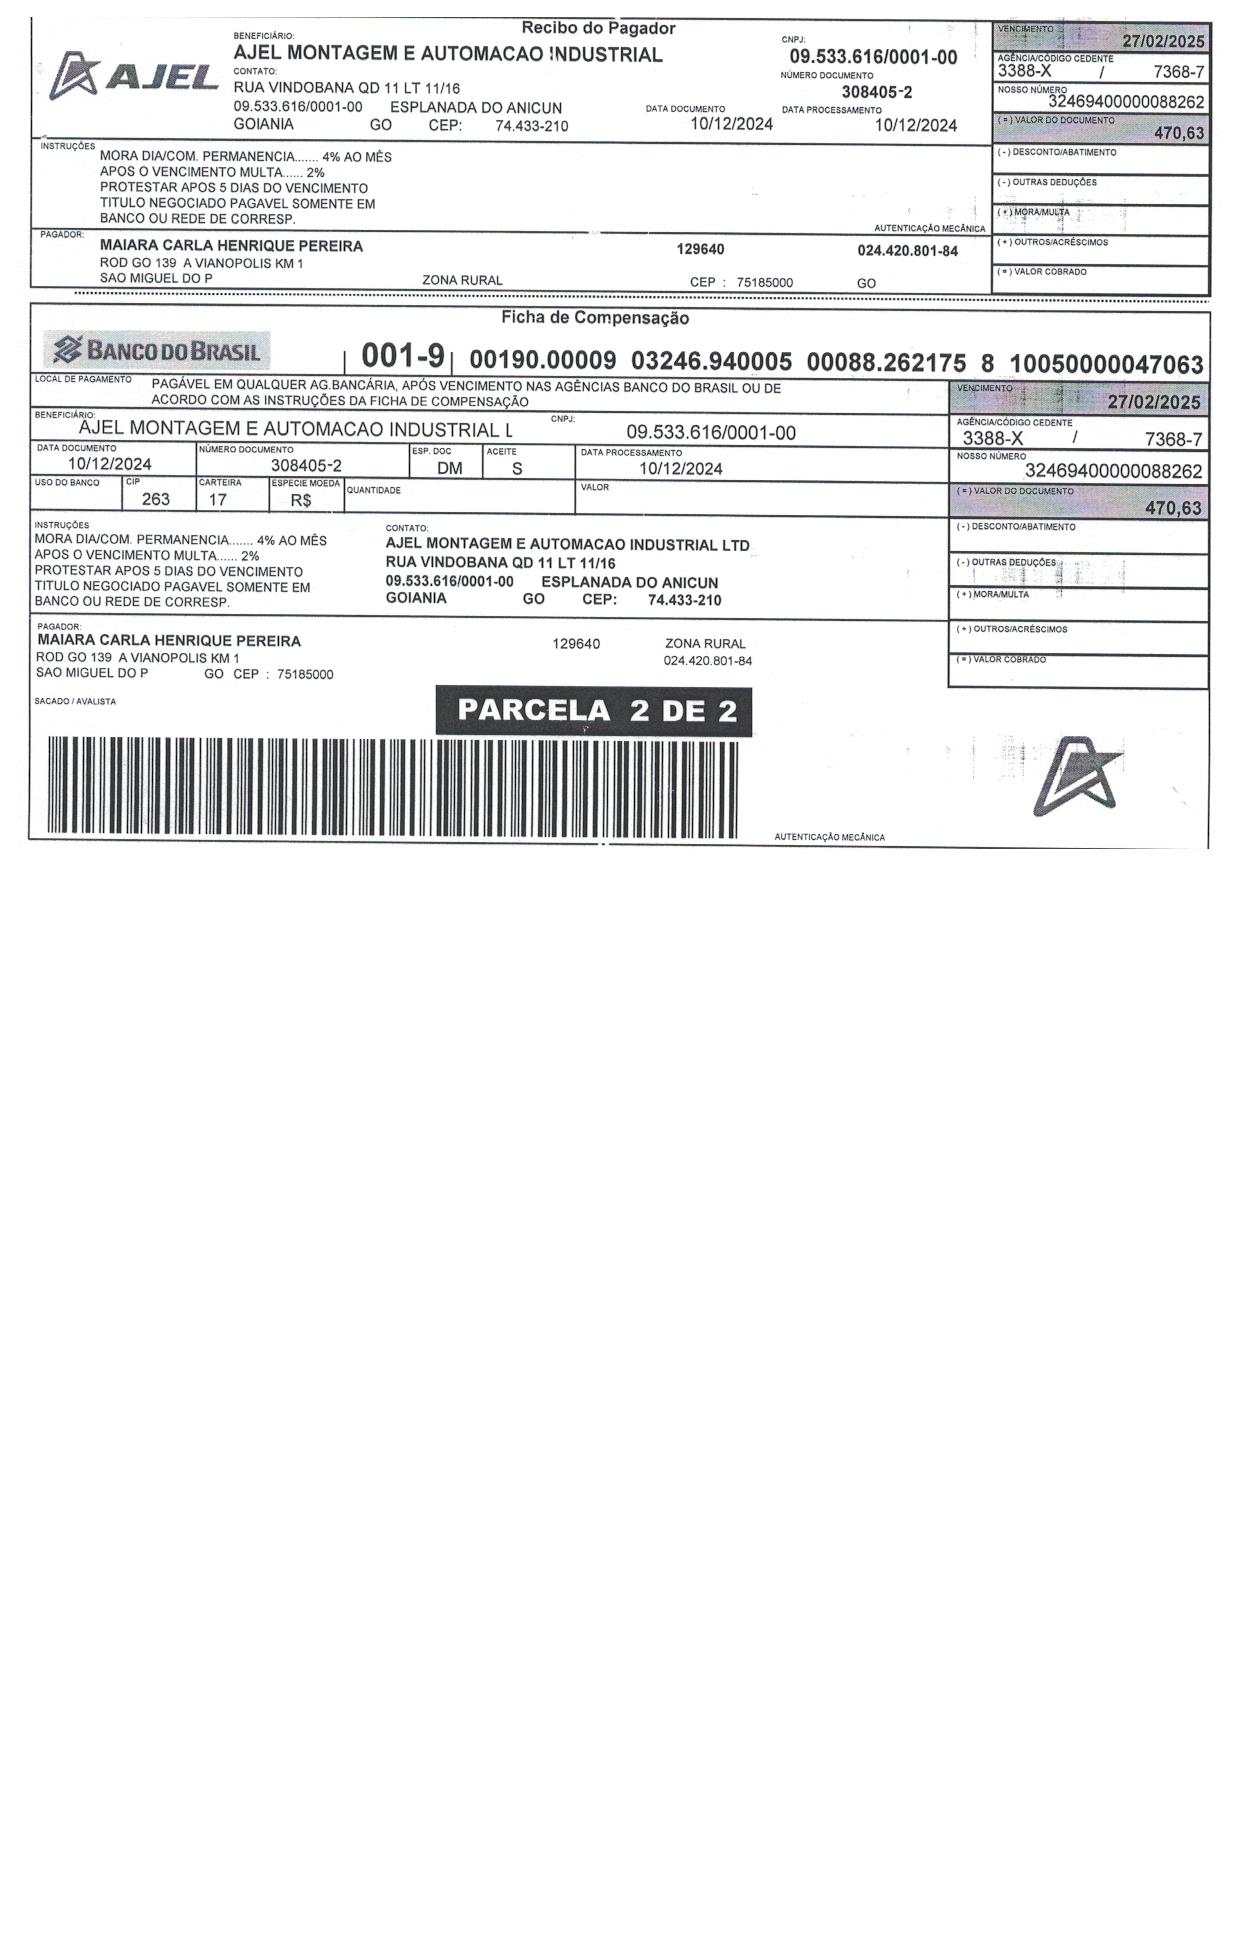 Recibo do Pagador
AJEL
BENEFICIÁRIO:
AJEL MONTAGEM E AUTOMACAO INDUSTRIAL
CNPJ:
09.533.616/0001-00
CONTATO:
RUA VINDOBANA QD 11 LT 11/16
NÚMERO DOCUMENTO
308405-2
09.533.616/0001-00 ESPLANADA DO ANICUN
DATA DOCUMENTO
10/12/2024
DATA PROCESSAMENTO
10/12/2024
GOIANIA GO CEP: 74.433-210
VENCIMENTO
27/02/2025
AGÊNCIA/CÓDIGO CEDENTE
3388-X / 7368-7
NOSSO NÚMERO
32469400000088262
( = ) VALOR DO DOCUMENTO
470,63
( - ) DESCONTO/ABATIMENTO
( - ) OUTRAS DEDUÇÕES
( + ) MORA/MULTA
( + ) OUTROS/ACRÉSCIMOS
( = ) VALOR COBRADO
INSTRUÇÕES
MORA DIA/COM. PERMANENCIA....... 4% AO MÊS
APOS O VENCIMENTO MULTA...... 2%
PROTESTAR APOS 5 DIAS DO VENCIMENTO
TITULO NEGOCIADO PAGAVEL SOMENTE EM
BANCO OU REDE DE CORRESP.
AUTENTICAÇÃO MECÂNICA
PAGADOR:
MAIARA CARLA HENRIQUE PEREIRA 129640 024.420.801-84
ROD GO 139 A VIANOPOLIS KM 1
SAO MIGUEL DO P ZONA RURAL CEP : 75185000 GO
Ficha de Compensação
BANCO DO BRASIL
001-9 00190.00009 03246.940005 00088.262175 8 10050000047063
LOCAL DE PAGAMENTO
PAGÁVEL EM QUALQUER AG.BANCÁRIA, APÓS VENCIMENTO NAS AGÊNCIAS BANCO DO BRASIL OU DE
ACORDO COM AS INSTRUÇÕES DA FICHA DE COMPENSAÇÃO
VENCIMENTO
27/02/2025
BENEFICIÁRIO:
AJEL MONTAGEM E AUTOMACAO INDUSTRIAL L
CNPJ:
09.533.616/0001-00
AGÊNCIA/CÓDIGO CEDENTE
3388-X / 7368-7
DATA DOCUMENTO
10/12/2024
NÚMERO DOCUMENTO
308405-2
ESP. DOC
DM
ACEITE
S
DATA PROCESSAMENTO
10/12/2024
NOSSO NÚMERO
32469400000088262
USO DO BANCO
CIP
263
CARTEIRA
17
ESPECIE MOEDA
R$
QUANTIDADE
VALOR
( = ) VALOR DO DOCUMENTO
470,63
INSTRUÇÕES
MORA DIA/COM. PERMANENCIA....... 4% AO MÊS
APOS O VENCIMENTO MULTA...... 2%
PROTESTAR APOS 5 DIAS DO VENCIMENTO
TITULO NEGOCIADO PAGAVEL SOMENTE EM
BANCO OU REDE DE CORRESP.
CONTATO:
AJEL MONTAGEM E AUTOMACAO INDUSTRIAL LTD
RUA VINDOBANA QD 11 LT 11/16
09.533.616/0001-00 ESPLANADA DO ANICUN
GOIANIA GO CEP: 74.433-210
( - ) DESCONTO/ABATIMENTO
( - ) OUTRAS DEDUÇÕES
( + ) MORA/MULTA
( + ) OUTROS/ACRÉSCIMOS
( = ) VALOR COBRADO
PAGADOR:
MAIARA CARLA HENRIQUE PEREIRA 129640 ZONA RURAL
ROD GO 139 A VIANOPOLIS KM 1 024.420.801-84
SAO MIGUEL DO P GO CEP : 75185000
SACADO / AVALISTA
PARCELA 2 DE 2
AUTENTICAÇÃO MECÂNICA